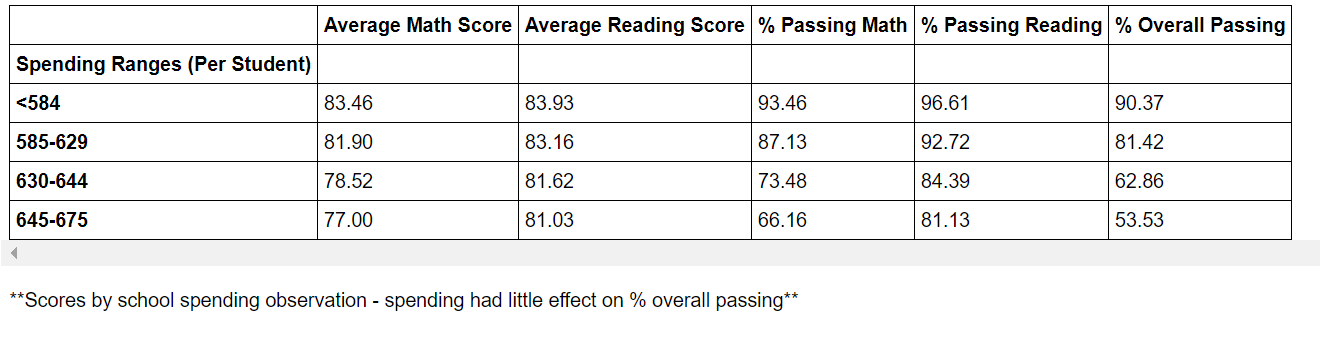 Average Math Score Average Reading Score % Passing Math % Passing Reading % Overall Passing
Spending Ranges (Per Student)
<584 83.46 83.93 93.46 96.61 90.37
585-629 81.90 83.16 87.13 92.72 81.42
630-644 78.52 81.62 73.48 84.39 62.86
645-675 77.00 81.03 66.16 81.13 53.53
**Scores by school spending observation - spending had little effect on % overall passing**